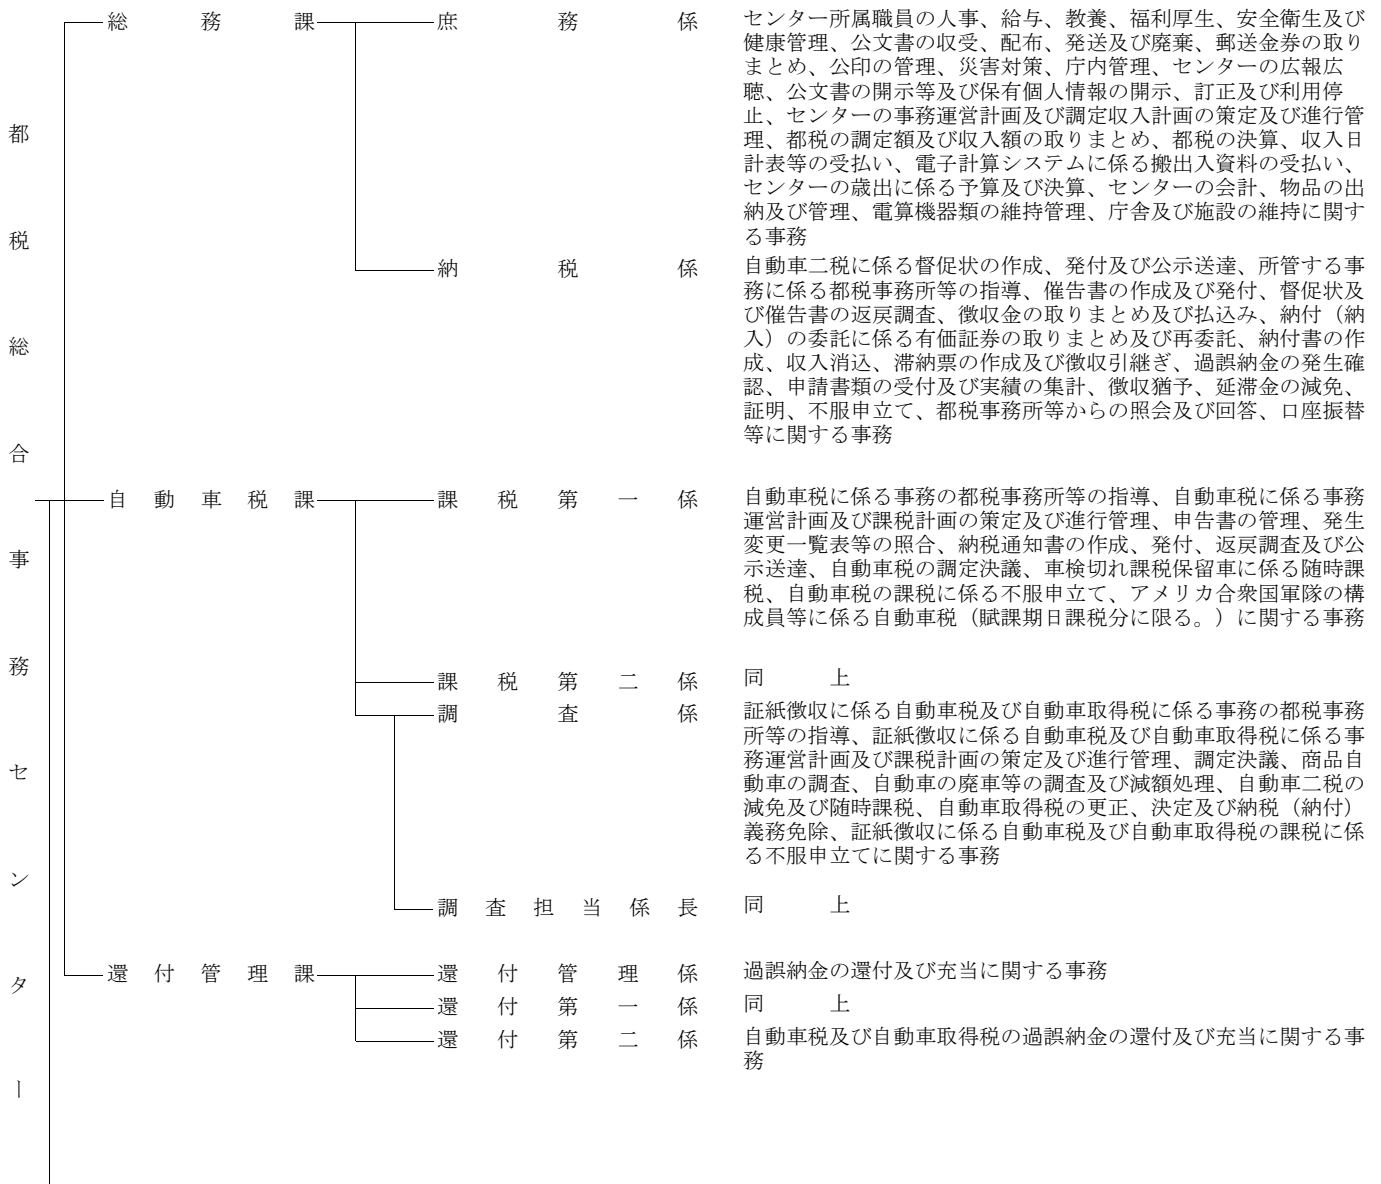 都税総合事務センター
総務課
庶務係
センター所属職員の人事、給与、教養、福利厚生、安全衛生及び
健康管理、公文書の収受、配布、発送及び廃棄、郵送金券の取り
まとめ、公印の管理、災害対策、庁内管理、センターの広報広
聴、公文書の開示等及び保有個人情報の開示、訂正及び利用停
止、センターの事務運営計画及び調定収入計画の策定及び進行管
理、都税の調定額及び収入額の取りまとめ、都税の決算、収入日
計表等の受払い、電子計算システムに係る搬出入資料の受払い、
センターの歳出に係る予算及び決算、センターの会計、物品の出
納及び管理、電算機器類の維持管理、庁舎及び施設の維持に関す
る事務
納税係
自動車二税に係る督促状の作成、発付及び公示送達、所管する事
務に係る都税事務所等の指導、催告書の作成及び発付、督促状及
び催告書の返戻調査、徴収金の取りまとめ及び払込み、納付（納
入）の委託に係る有価証券の取りまとめ及び再委託、納付書の作
成、収入消込、滞納票の作成及び徴収引継ぎ、過誤納金の発生確
認、申請書類の受付及び実績の集計、徴収猶予、延滞金の減免、
証明、不服申立て、都税事務所等からの照会及び回答、口座振替
等に関する事務
自動車税課
課税第一係
自動車税に係る事務の都税事務所等の指導、自動車税に係る事務
運営計画及び課税計画の策定及び進行管理、申告書の管理、発生
変更一覧表等の照合、納税通知書の作成、発付、返戻調査及び公
示送達、自動車税の調定決議、車検切れ課税保留車に係る随時課
税、自動車税の課税に係る不服申立て、アメリカ合衆国軍隊の構
成員等に係る自動車税（賦課期日課税分に限る。）に関する事務
課税第二係
同上
調査係
証紙徴収に係る自動車税及び自動車取得税に係る事務の都税事務
所等の指導、証紙徴収に係る自動車税及び自動車取得税に係る事
務運営計画及び課税計画の策定及び進行管理、調定決議、商品自
動車の調査、自動車の廃車等の調査及び減額処理、自動車二税の
減免及び随時課税、自動車取得税の更正、決定及び納税（納付）
義務免除、証紙徴収に係る自動車税及び自動車取得税の課税に係
る不服申立てに関する事務
調査担当係長
同上
還付管理課
還付管理係
過誤納金の還付及び充当に関する事務
還付第一係
同上
還付第二係
自動車税及び自動車取得税の過誤納金の還付及び充当に関する事
務